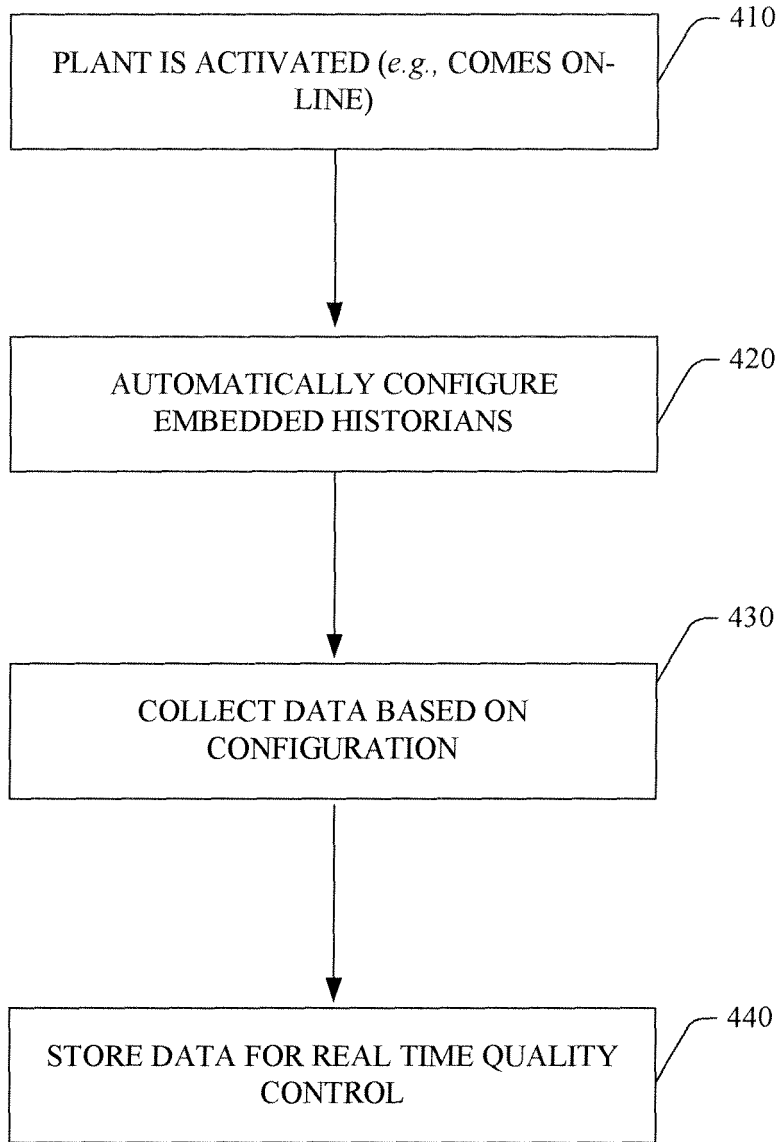 410
PLANT IS ACTIVATED (e.g., COMES ON-
LINE)
420
AUTOMATICALLY CONFIGURE
EMBEDDED HISTORIANS
430
COLLECT DATA BASED ON
CONFIGURATION
440
STORE DATA FOR REAL TIME QUALITY
CONTROL